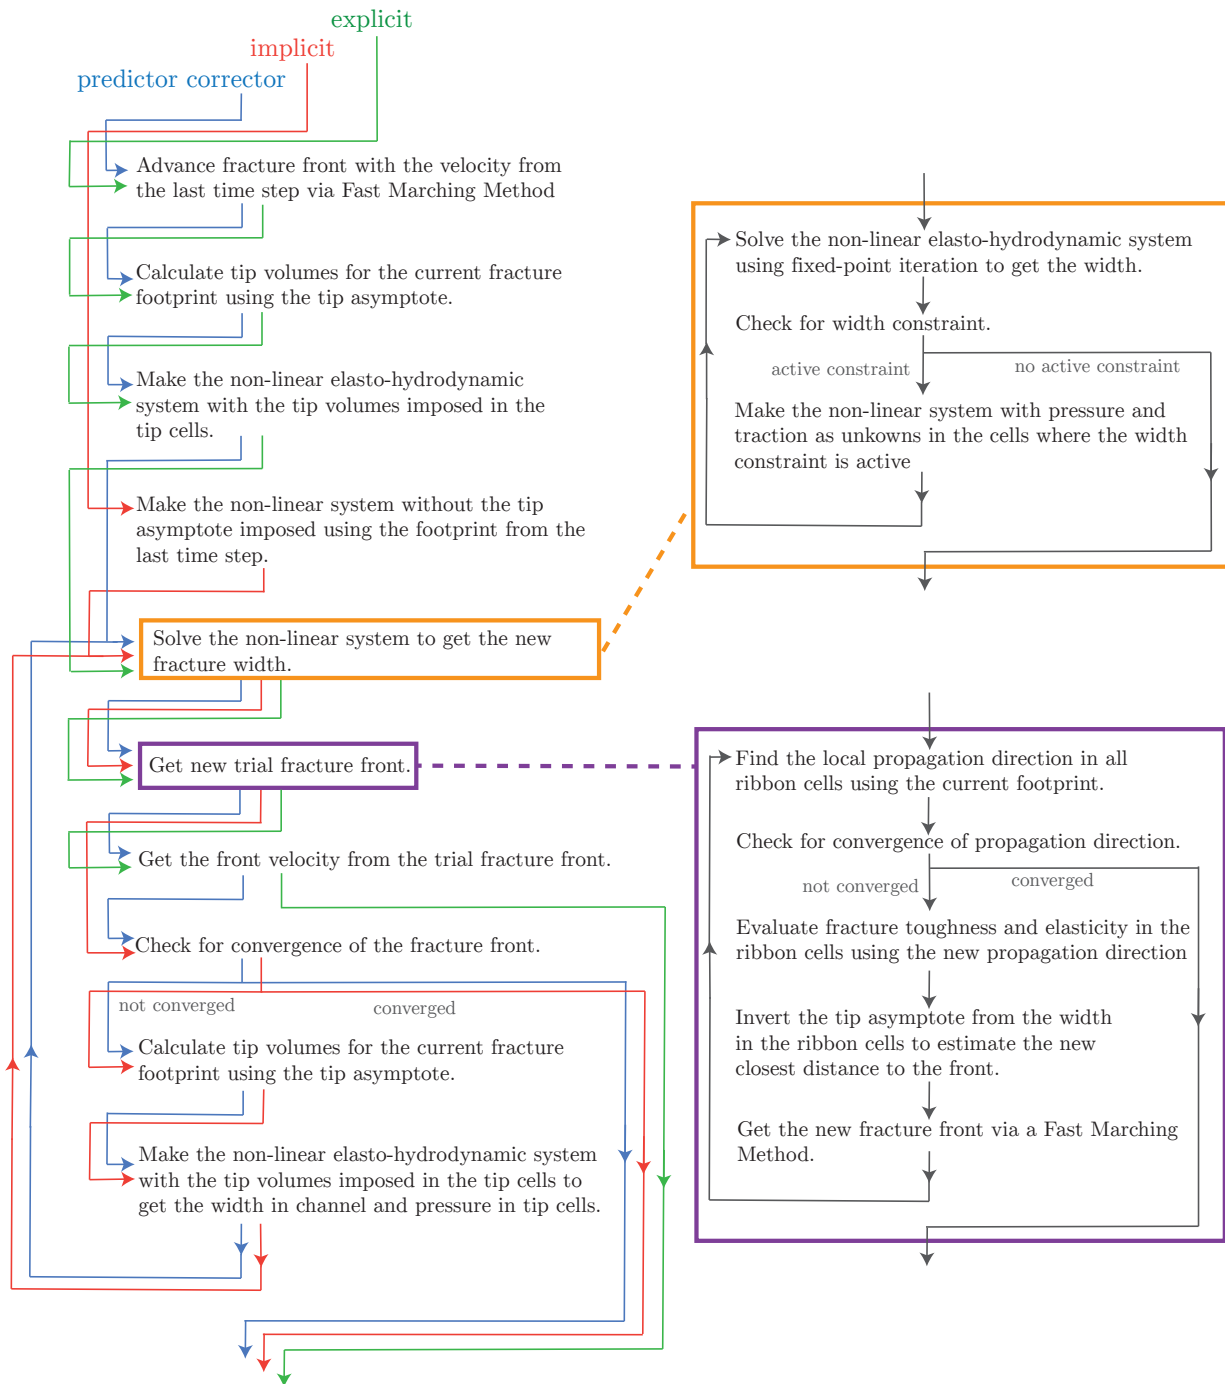 explicit
implicit
predictor corrector
Advance fracture front with the velocity from
the last time step via Fast Marching Method
Calculate tip volumes for the current fracture
footprint using the tip asymptote.
Make the non-linear elasto-hydrodynamic
system with the tip volumes imposed in the
tip cells.
Make the non-linear system without the tip
asymptote imposed using the footprint from the
last time step.
Solve the non-linear system to get the new
fracture width.
Get new trial fracture front.
Get the front velocity from the trial fracture front.
Check for convergence of the fracture front.
not converged
converged
Calculate tip volumes for the current fracture
footprint using the tip asymptote.
Make the non-linear elasto-hydrodynamic system
with the tip volumes imposed in the tip cells to
get the width in channel and pressure in tip cells.
Solve the non-linear elasto-hydrodynamic system
using fixed-point iteration to get the width.
Check for width constraint.
active constraint
no active constraint
Make the non-linear system with pressure and
traction as unkowns in the cells where the width
constraint is active
Find the local propagation direction in all
ribbon cells using the current footprint.
Check for convergence of propagation direction.
not converged
converged
Evaluate fracture toughness and elasticity in the
ribbon cells using the new propagation direction
Invert the tip asymptote from the width
in the ribbon cells to estimate the new
closest distance to the front.
Get the new fracture front via a Fast Marching
Method.